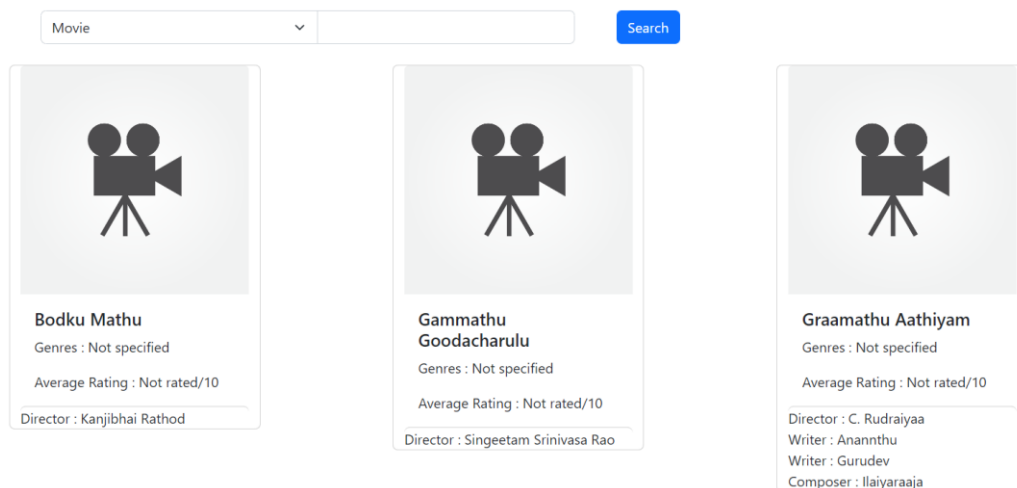 Movie
Search
Bodku Mathu
Genres : Not specified
Average Rating : Not rated/10
Director : Kanjibhai Rathod
Gammathu
Goodacharulu
Genres : Not specified
Average Rating : Not rated/10
Director : Singeetam Srinivasa Rao
Graamathu Aathiyam
Genres : Not specified
Average Rating : Not rated/10
Director : C. Rudraiyaa
Writer : Anannthu
Writer : Gurudev
Composer : Ilaiyaraaja